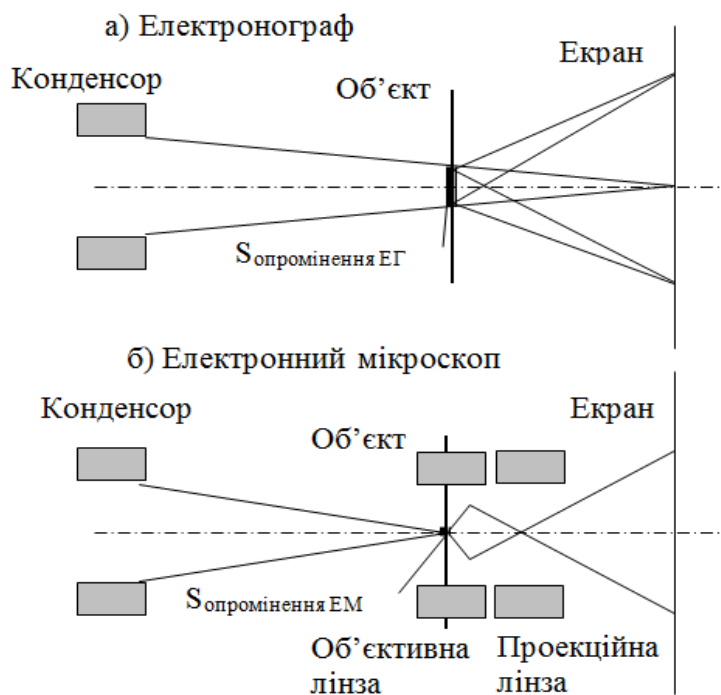 а) Електронограф
Екран
Конденсор
Об’єкт
Sопромінення ЕГ
б) Електронний мікроскоп
Конденсор
Екран
Об’єкт
Sопромінення ЕМ
Об’єктивна
лінза
Проекційна
лінза